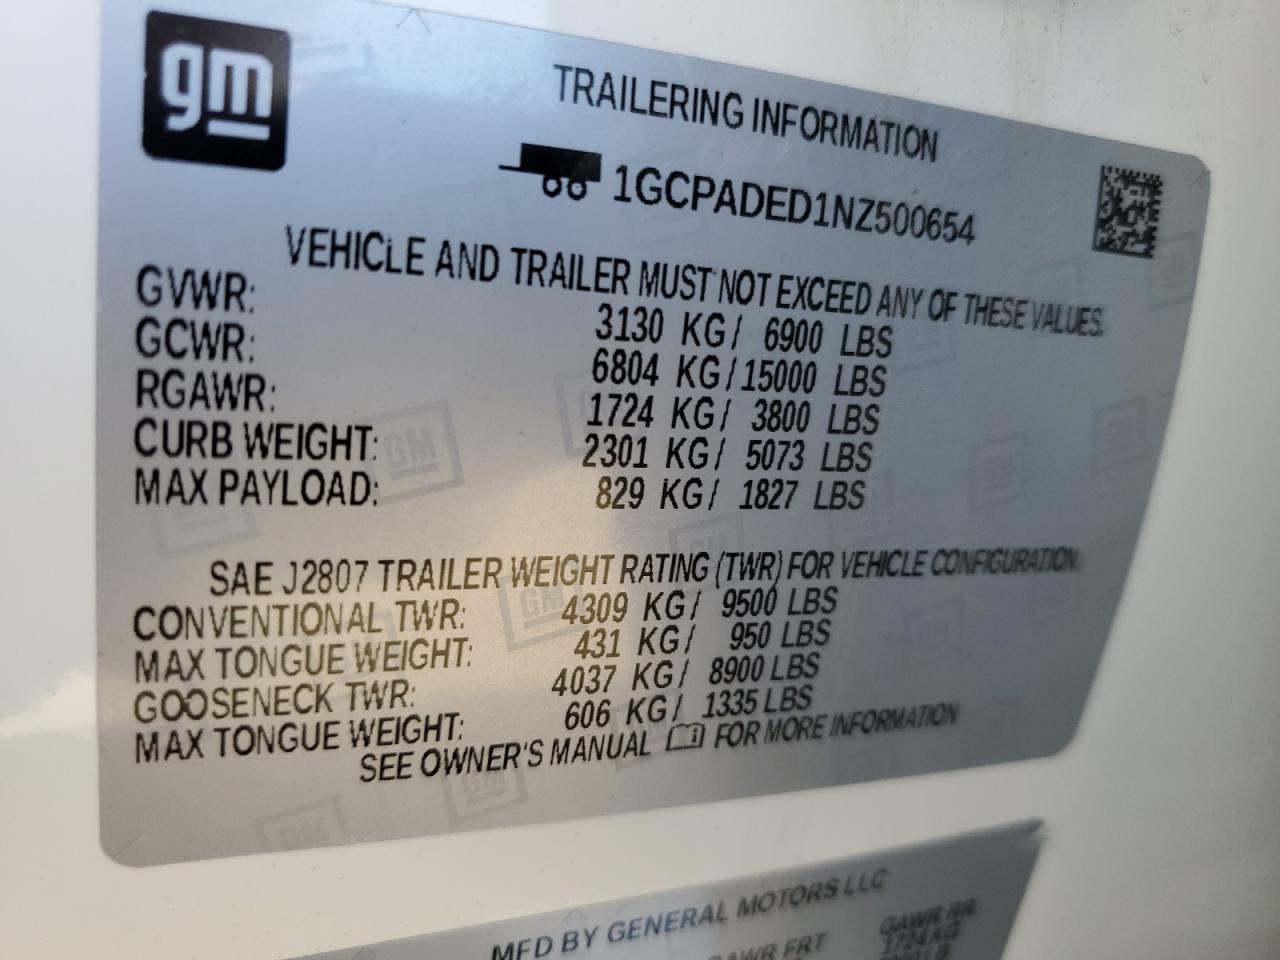 gm
TRAILERING INFORMATION
1GCPADED1NZ500654
VEHICLE AND TRAILER MUST NOT EXCEED ANY OF THESE VALUES.
GVWR: 3130 KG/ 6900 LBS
GCWR: 6804 KG/15000 LBS
RGAWR: 1724 KG/ 3800 LBS
CURB WEIGHT: 2301 KG/ 5073 LBS
MAX PAYLOAD: 829 KG/ 1827 LBS
SAE J2807 TRAILER WEIGHT RATING (TWR) FOR VEHICLE CONFIGURATION.
CONVENTIONAL TWR: 4309 KG/ 9500 LBS
MAX TONGUE WEIGHT: 431 KG/ 950 LBS
GOOSENECK TWR: 4037 KG/ 8900 LBS
MAX TONGUE WEIGHT: 606 KG/ 1335 LBS
SEE OWNER'S MANUAL FOR MORE INFORMATION
MFD BY GENERAL MOTORS LLC
GAWR FRT
GAWR RR
1724 KG